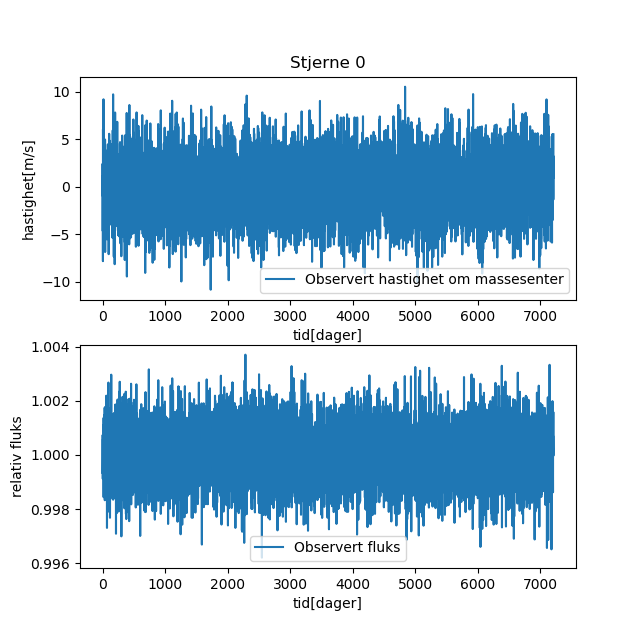 Stjerne 0
hastighet[m/s]
10
5
0
−5
−10
Observert hastighet om massesenter
0 1000 2000 3000 4000 5000 6000 7000
tid[dager]
relativ fluks
1.004
1.002
1.000
0.998
0.996
Observert fluks
0 1000 2000 3000 4000 5000 6000 7000
tid[dager]